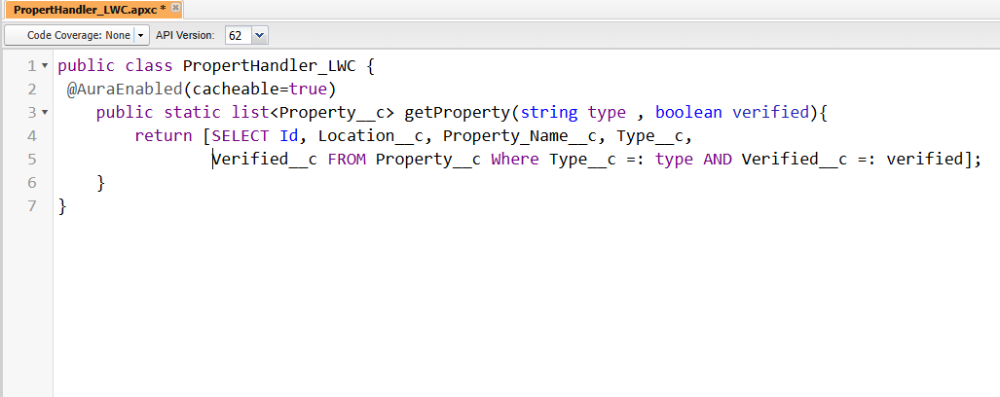 PropertHandler_LWC.apxc *
Code Coverage: None API Version: 62
1 public class PropertHandler_LWC {
2 @AuraEnabled(cacheable=true)
3 public static list<Property__c> getProperty(string type , boolean verified){
4 return [SELECT Id, Location__c, Property_Name__c, Type__c,
5 Verified__c FROM Property__c Where Type__c =: type AND Verified__c =: verified];
6 }
7 }